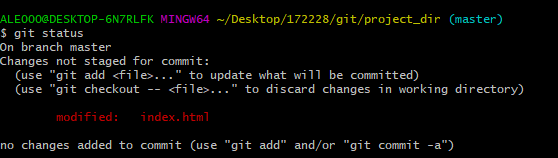 ALEOOO@DESKTOP-6N7RLFK MINGW64 ~/Desktop/172228/git/project_dir (master)
$ git status
On branch master
Changes not staged for commit:
  (use "git add <file>..." to update what will be committed)
  (use "git checkout -- <file>..." to discard changes in working directory)
        modified:   index.html
no changes added to commit (use "git add" and/or "git commit -a")